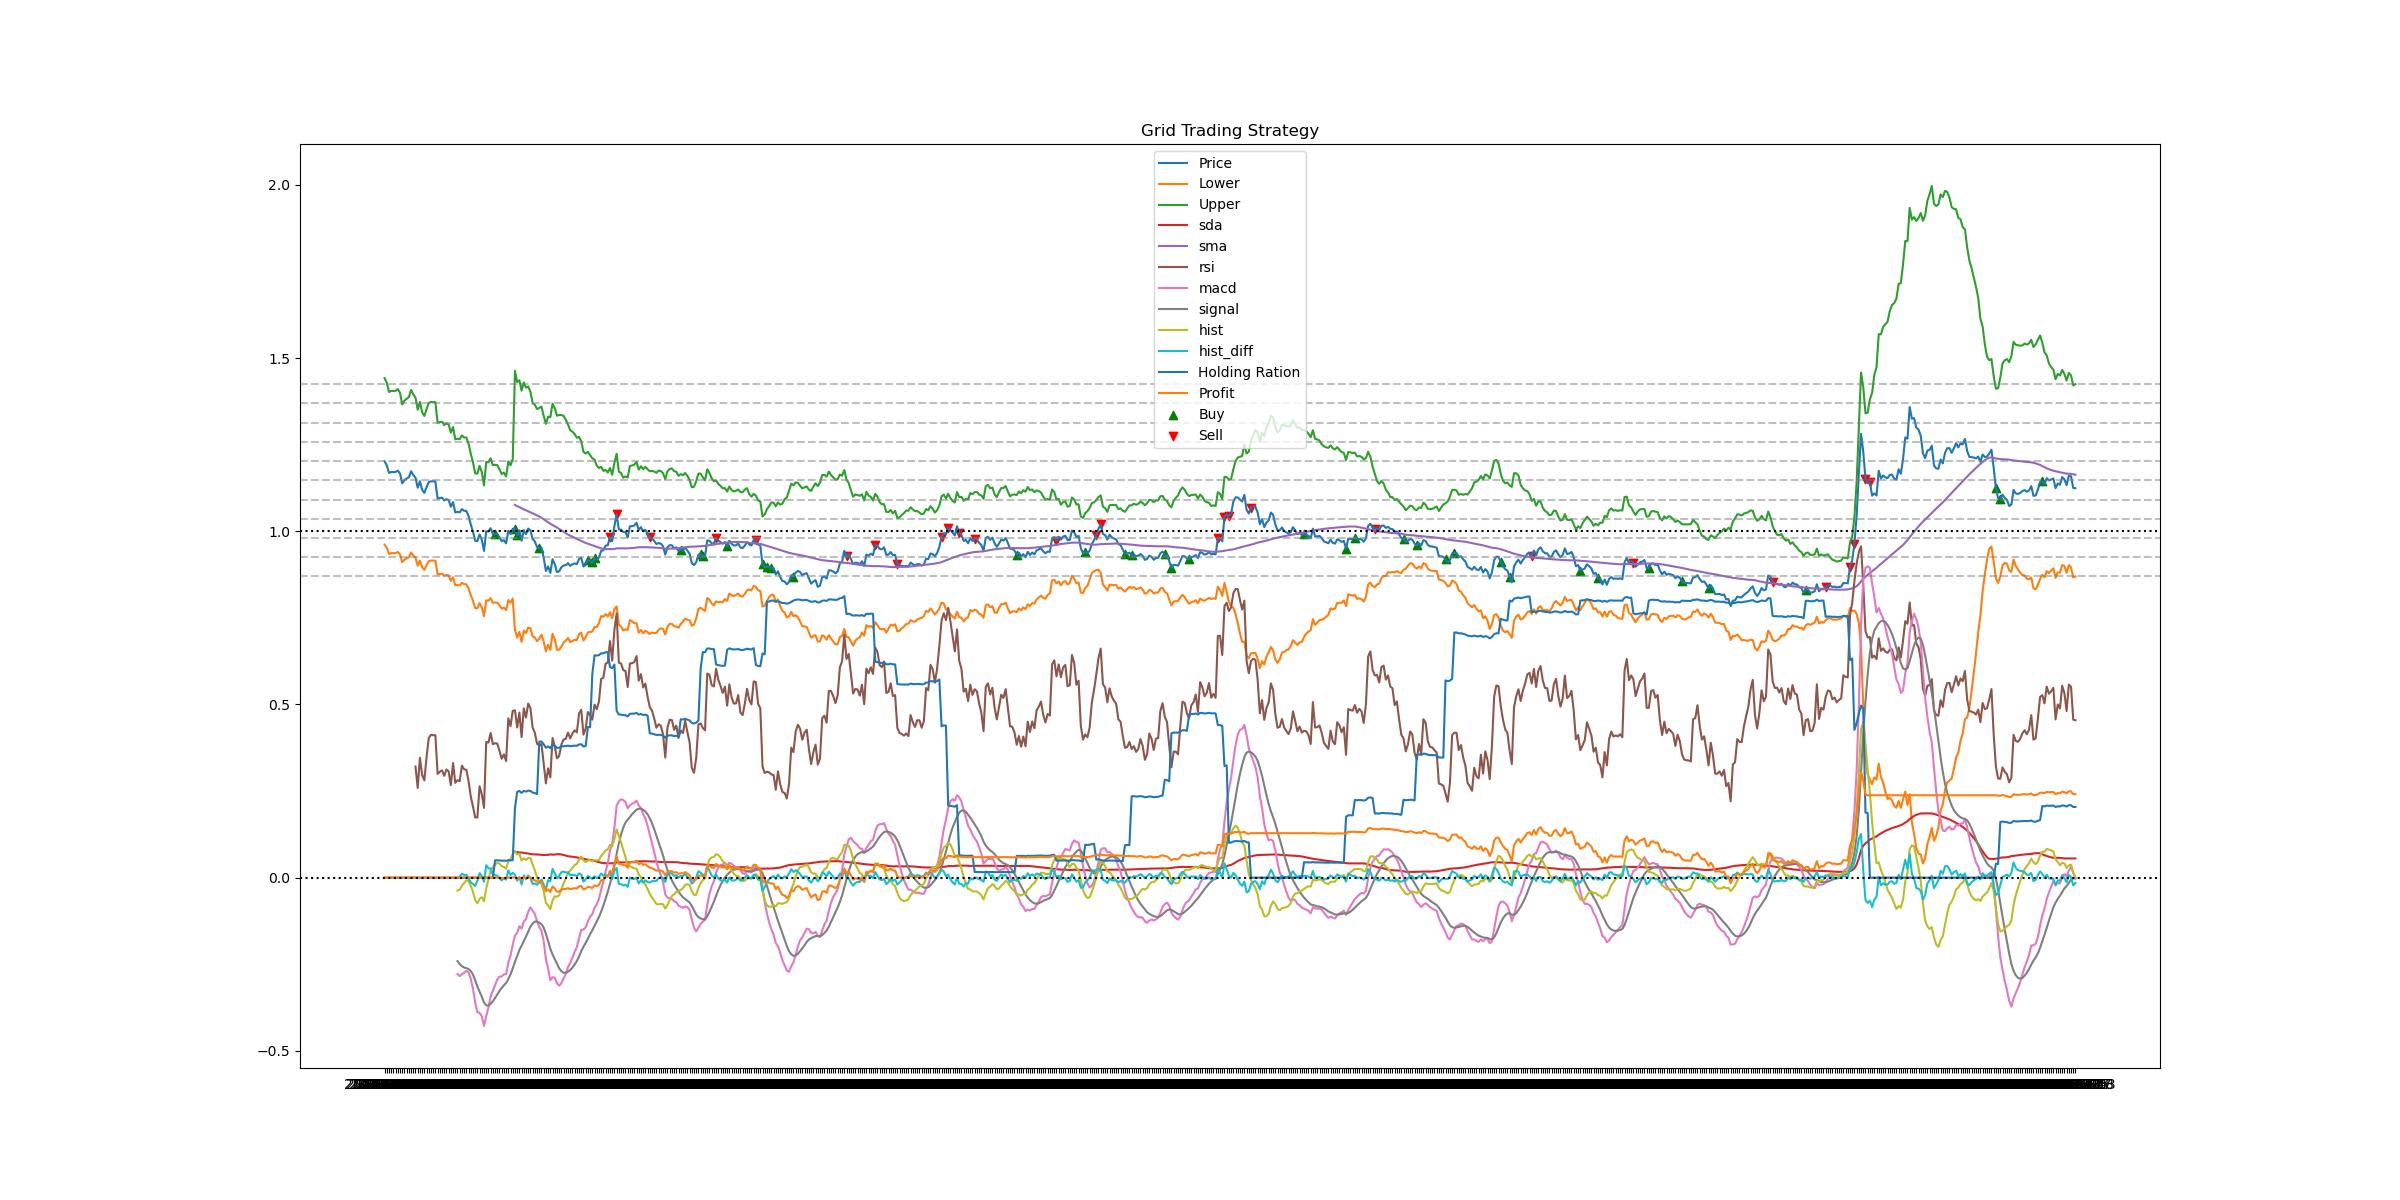 Grid Trading Strategy
Price
Lower
Upper
sda
sma
rsi
macd
signal
hist
hist_diff
Holding Ration
Profit
Buy
Sell
2.0
1.5
1.0
0.5
0.0
−0.5